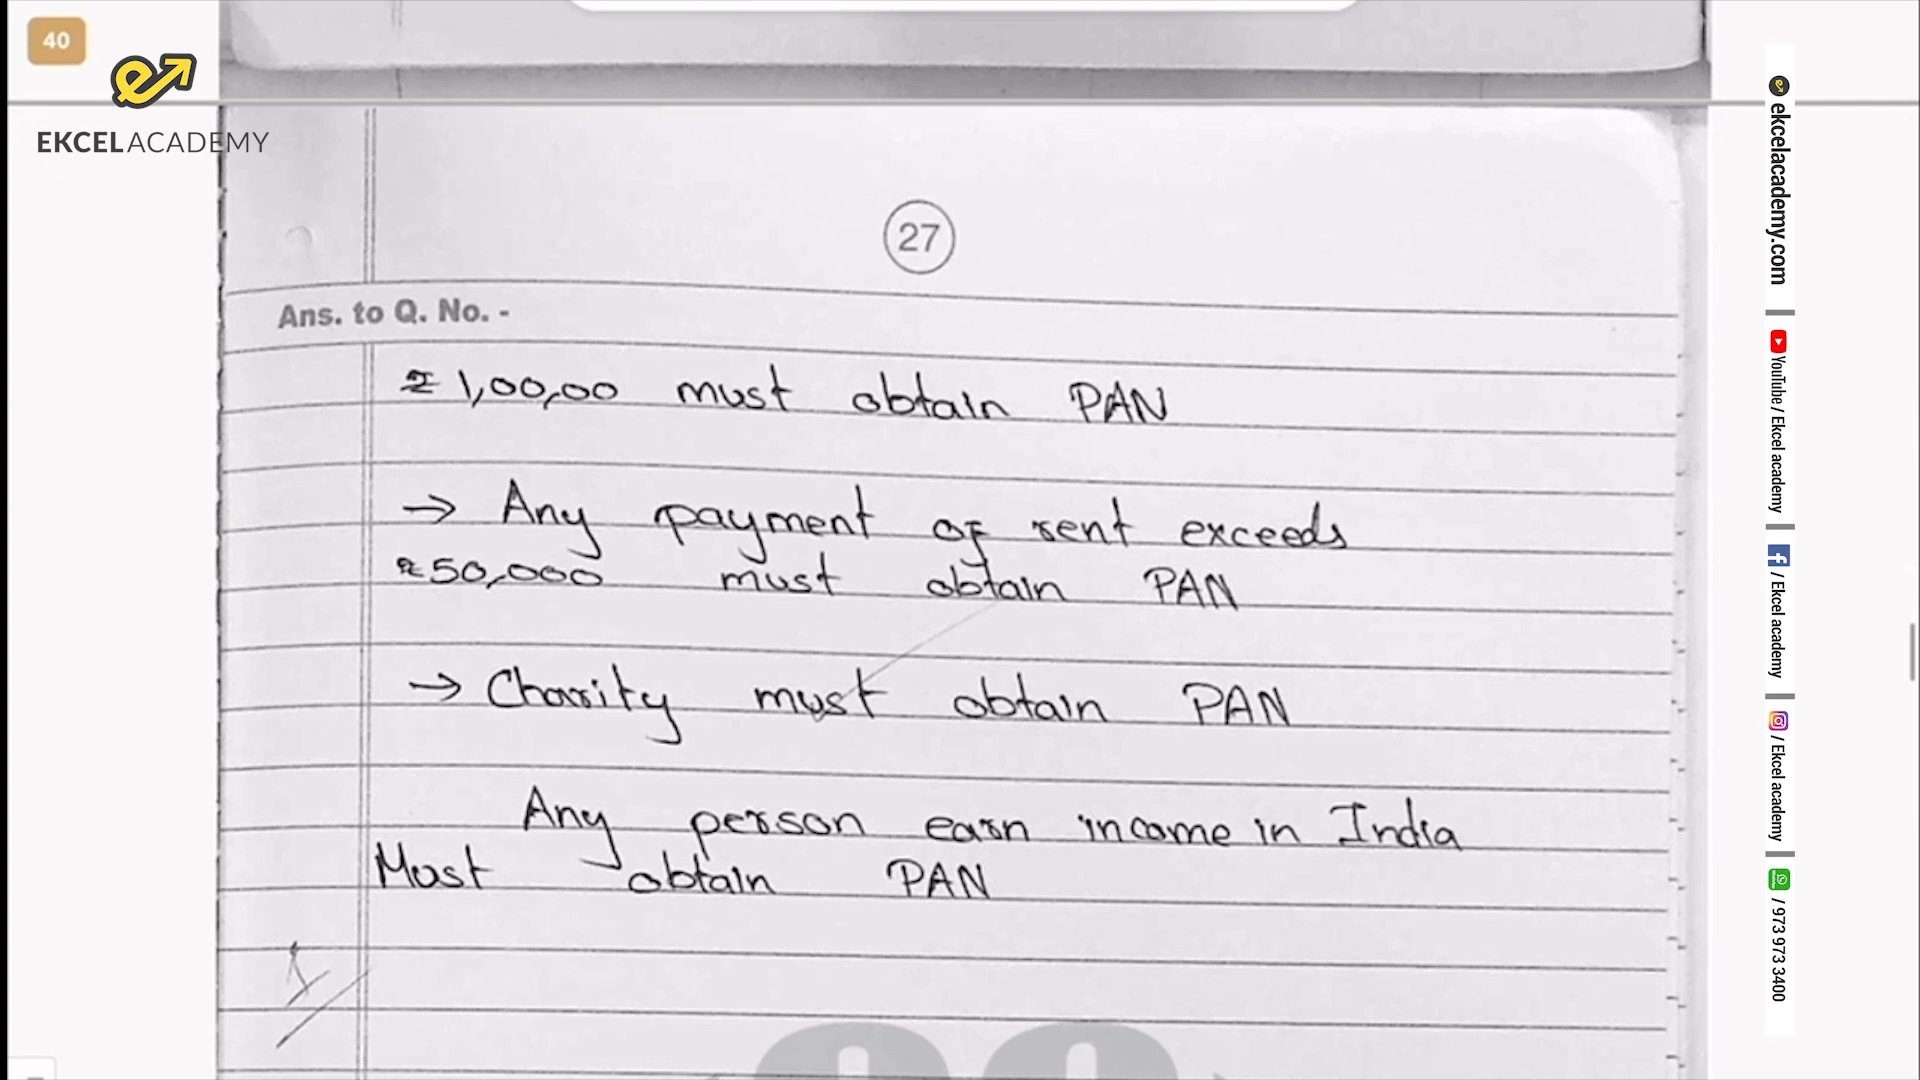 40
EKCELACADEMY
27
Ans. to Q. No. -
₹ 1,00,00 must obtain PAN
→ Any payment of rent exceeds
₹50,000 must obtain PAN
→ Charity must obtain PAN
Any person earn income in India
Must obtain PAN
1
ekcelacademy.com
YouTube / Ekcel academy
/ Ekcel academy
/ Ekcel academy
/ 973 973 3400